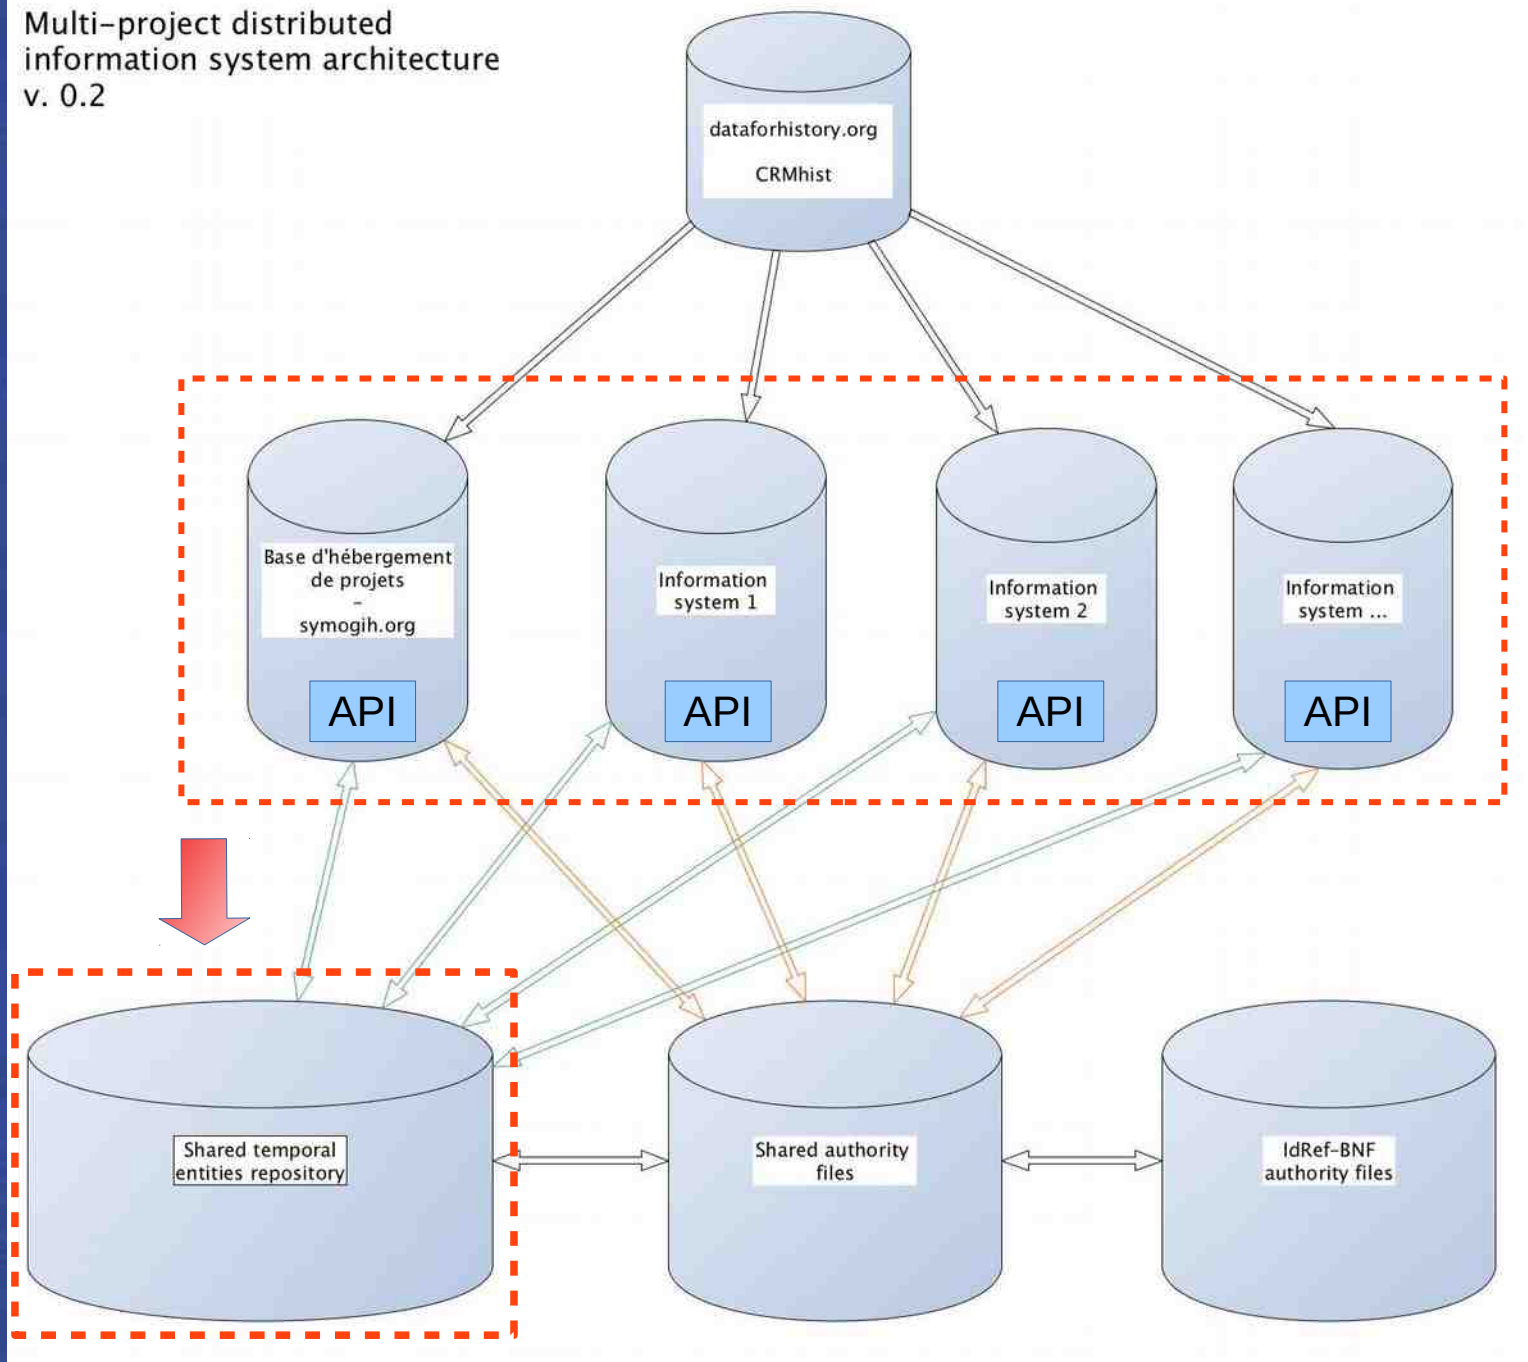 Multi-project distributed
information system architecture
v. 0.2
dataforhistory.org
CRMhist
Base d'hébergement
de projets
-
symogih.org
API
Information
system 1
API
Information
system 2
API
Information
system ...
API
Shared temporal
entities repository
Shared authority
files
IdRef-BNF
authority files